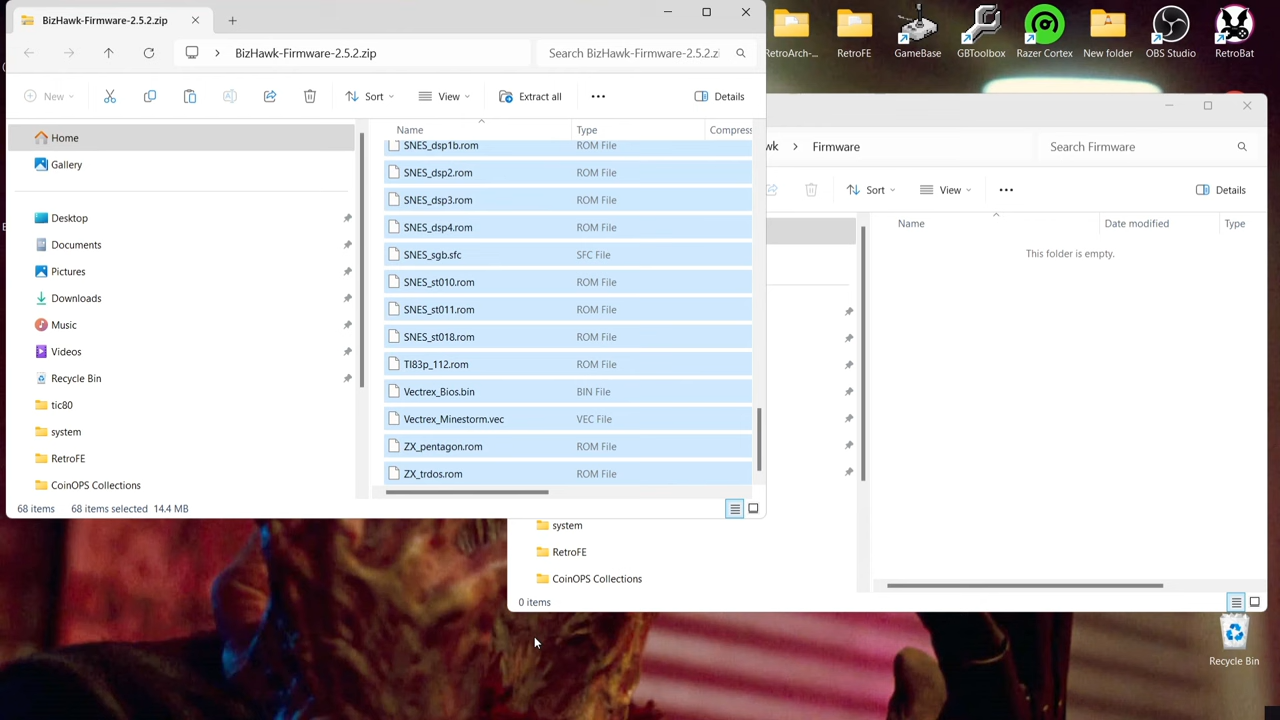 BizHawk-Firmware-2.5.2.zip
BizHawk-Firmware-2.5.2.zip
Search BizHawk-Firmware-2.5.2.zi
New
Sort
View
Extract all
Details
Home
Gallery
Desktop
Documents
Pictures
Downloads
Music
Videos
Recycle Bin
tic80
system
RetroFE
CoinOPS Collections
Name Type Compress
SNES_dsp1b.rom ROM File
SNES_dsp2.rom ROM File
SNES_dsp3.rom ROM File
SNES_dsp4.rom ROM File
SNES_sgb.sfc SFC File
SNES_st010.rom ROM File
SNES_st011.rom ROM File
SNES_st018.rom ROM File
TI83p_112.rom ROM File
Vectrex_Bios.bin BIN File
Vectrex_Minestorm.vec VEC File
ZX_pentagon.rom ROM File
ZX_trdos.rom ROM File
68 items 68 items selected 14.4 MB
RetroArch-...
RetroFE
GameBase
GBToolbox
Razer Cortex
New folder
OBS Studio
RetroBat
wk > Firmware
Search Firmware
Sort
View
Details
Name Date modified Type
This folder is empty.
system
RetroFE
CoinOPS Collections
0 items
Recycle Bin